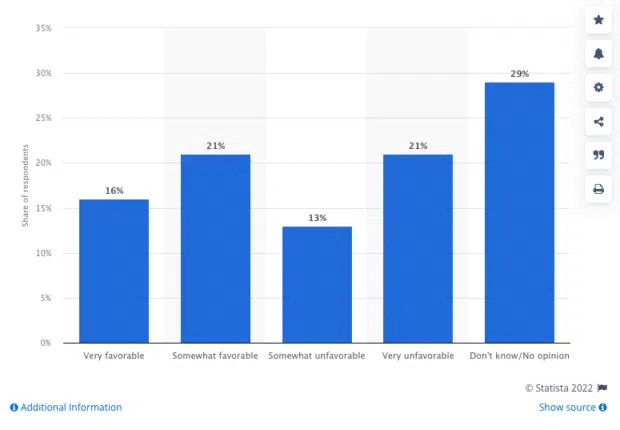 35%
30%
25%
20%
15%
10%
5%
0%
Share of respondents
16%
21%
13%
21%
29%
Very favorable
Somewhat favorable
Somewhat unfavorable
Very unfavorable
Don't know/No opinion
© Statista 2022
Additional Information
Show source